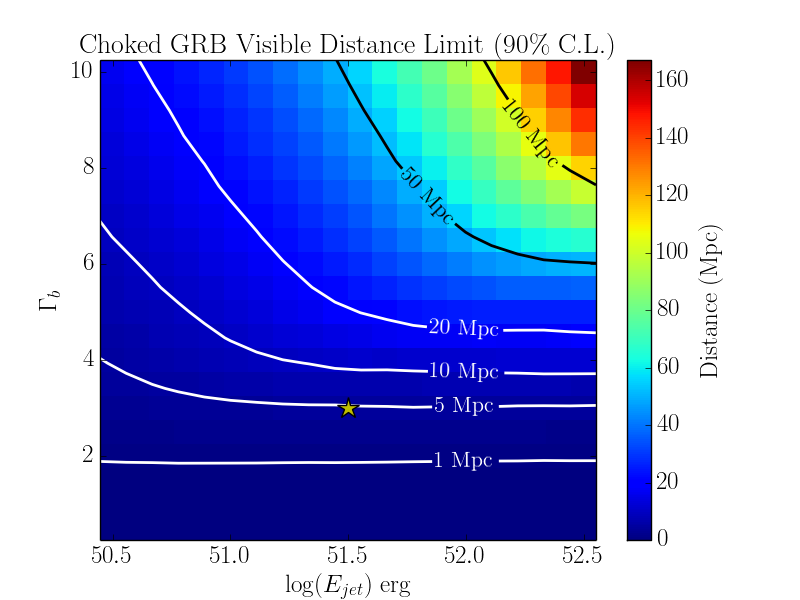 Choked GRB Visible Distance Limit (90% C.L.)
10
8
6
4
2
Γb
50.5 51.0 51.5 52.0 52.5
log(Ejet) erg
100 Mpc
50 Mpc
20 Mpc
10 Mpc
5 Mpc
1 Mpc
160
140
120
100
80
60
40
20
0
Distance (Mpc)